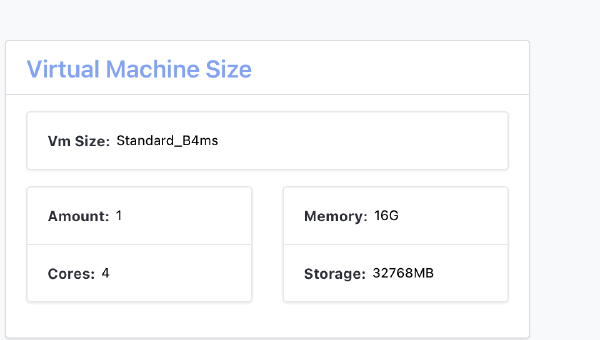 Virtual Machine Size
Vm Size: Standard_B4ms
Amount: 1
Memory: 16G
Cores: 4
Storage: 32768MB